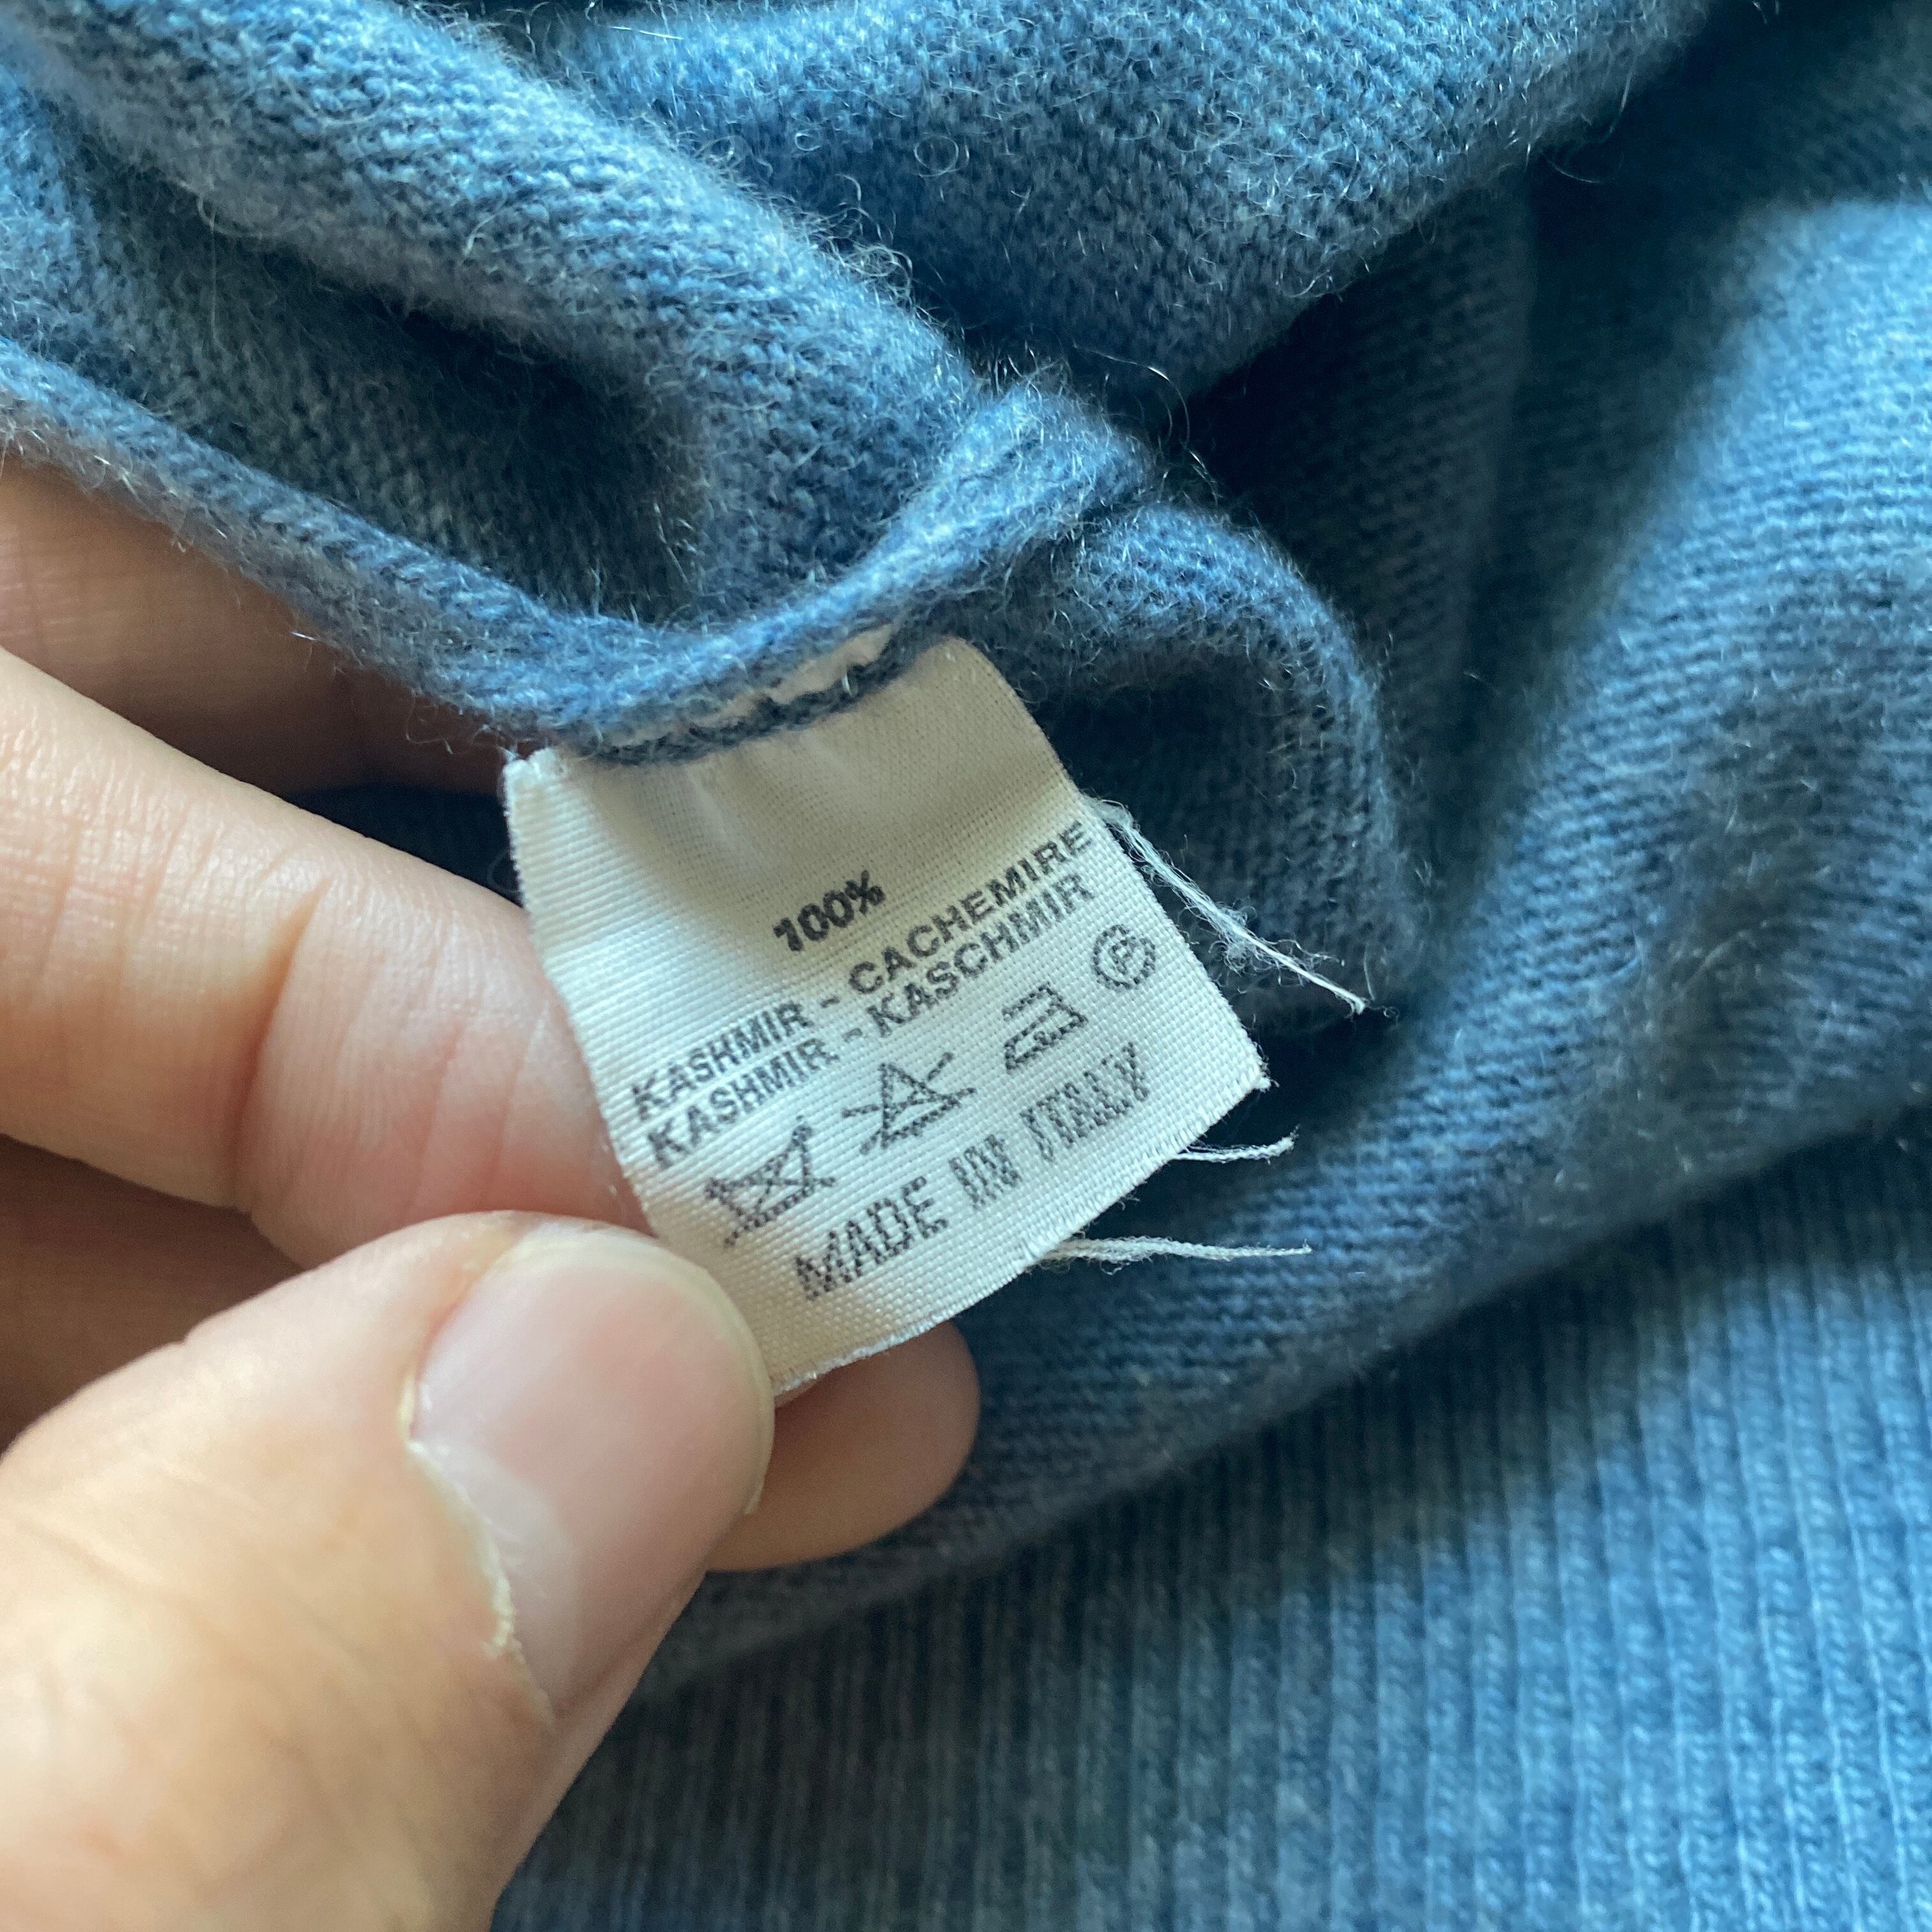 100%
KASHMIR - CACHEMIRE
KASHMIR - KASCHMIR
MADE IN ITALY